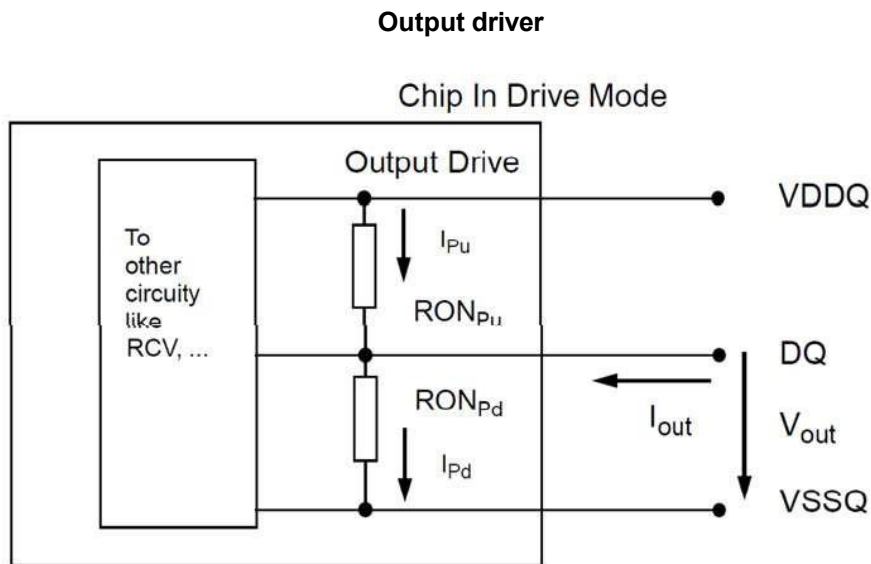 Output driver
Chip In Drive Mode
Output Drive
VDDQ
To
other
circuity
like
RCV, ...
IPu
RONPu
DQ
RONPd
Iout
Vout
IPd
VSSQ